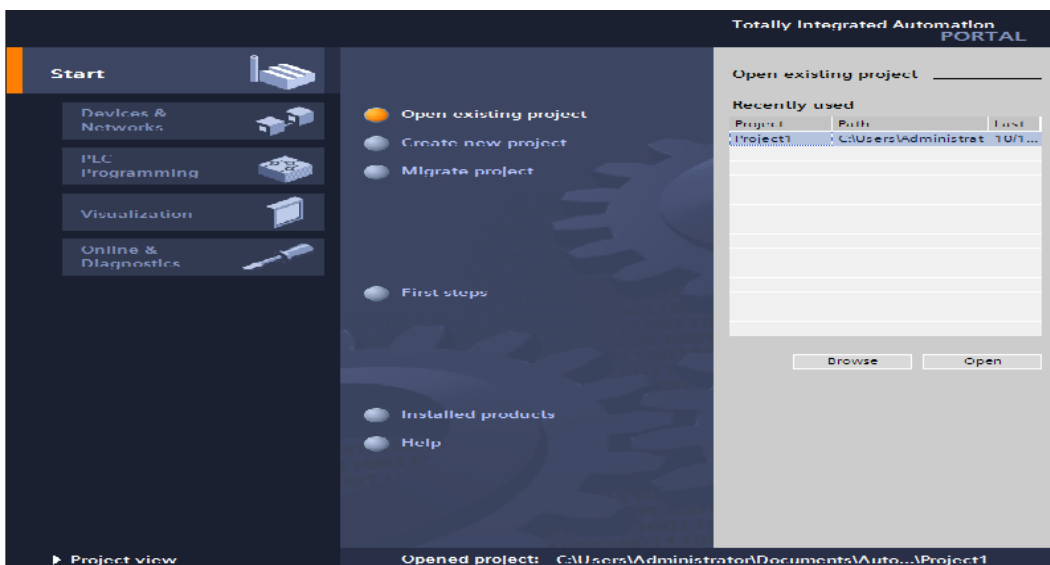 Totally Integrated Automation
PORTAL
Start
Devices &
Networks
PLC
Programming
Visualization
Online &
Diagnostics
Project view
Open existing project
Create new project
Migrate project
First steps
Installed products
Help
Open existing project
Recently used
Project Path Last
Project1 C:\Users\Administrat 10/1...
Browse Open
Opened project: C:\Users\Administrator\Documents\Auto...\Project1